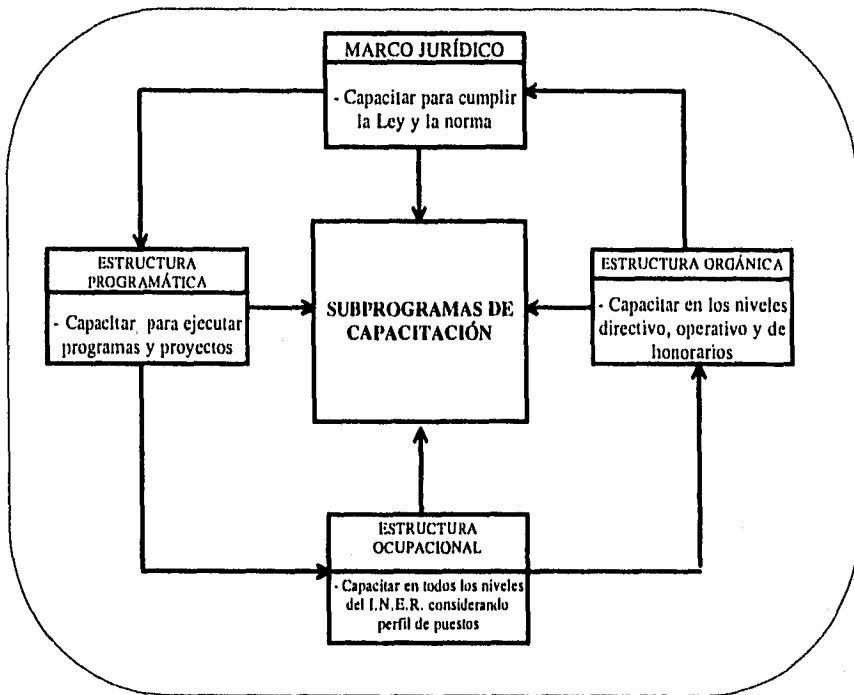 MARCO JURÍDICO
- Capacitar para cumplir
la Ley y la norma
ESTRUCTURA
PROGRAMÁTICA
- Capacitar para ejecutar
programas y proyectos
SUBPROGRAMAS DE
CAPACITACIÓN
ESTRUCTURA ORGÁNICA
- Capacitar en los niveles
directivo, operativo y de
honorarios
ESTRUCTURA
OCUPACIONAL
- Capacitar en todos los niveles
del I.N.E.R. considerando
perfil de puestos